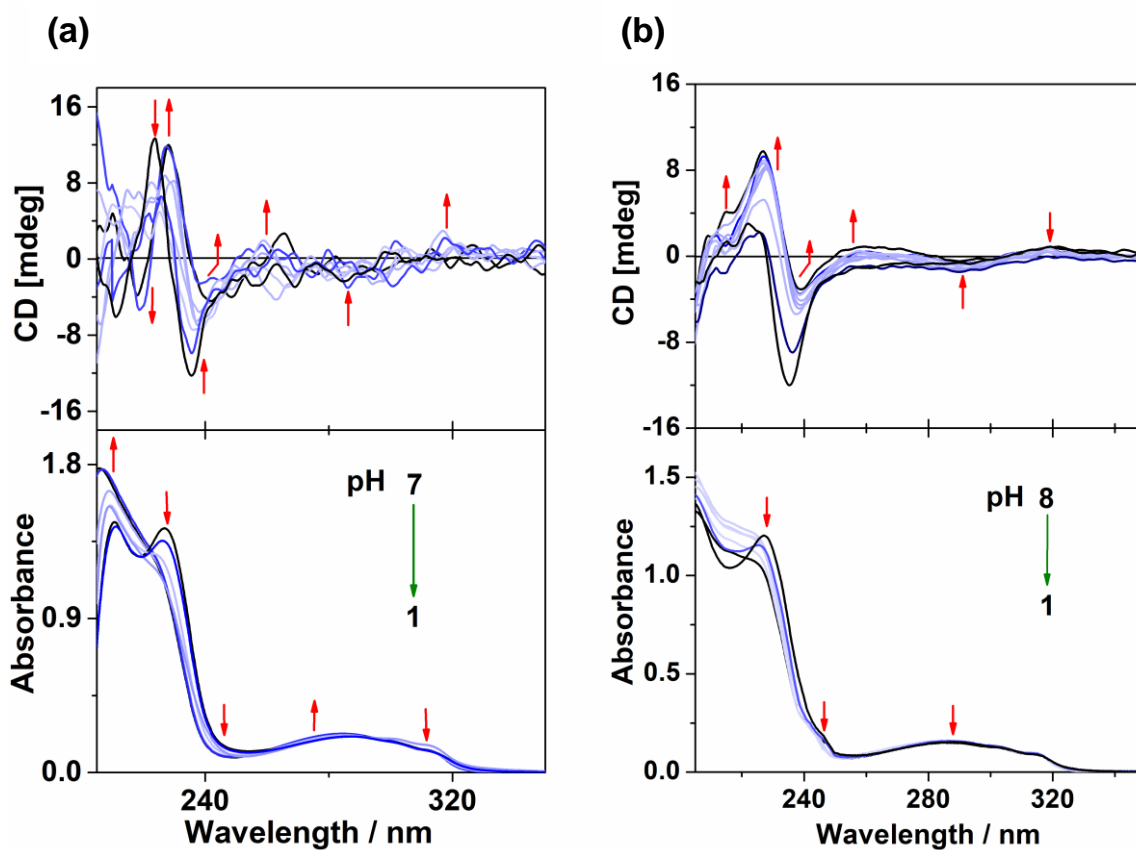 (a)
(b)
CD [mdeg]
16
8
0
-8
-16
CD [mdeg]
16
8
0
-8
-16
Absorbance
1.8
0.9
0.0
pH 7
1
Absorbance
1.5
1.0
0.5
0.0
pH 8
1
240
320
Wavelength / nm
240
280
320
Wavelength / nm